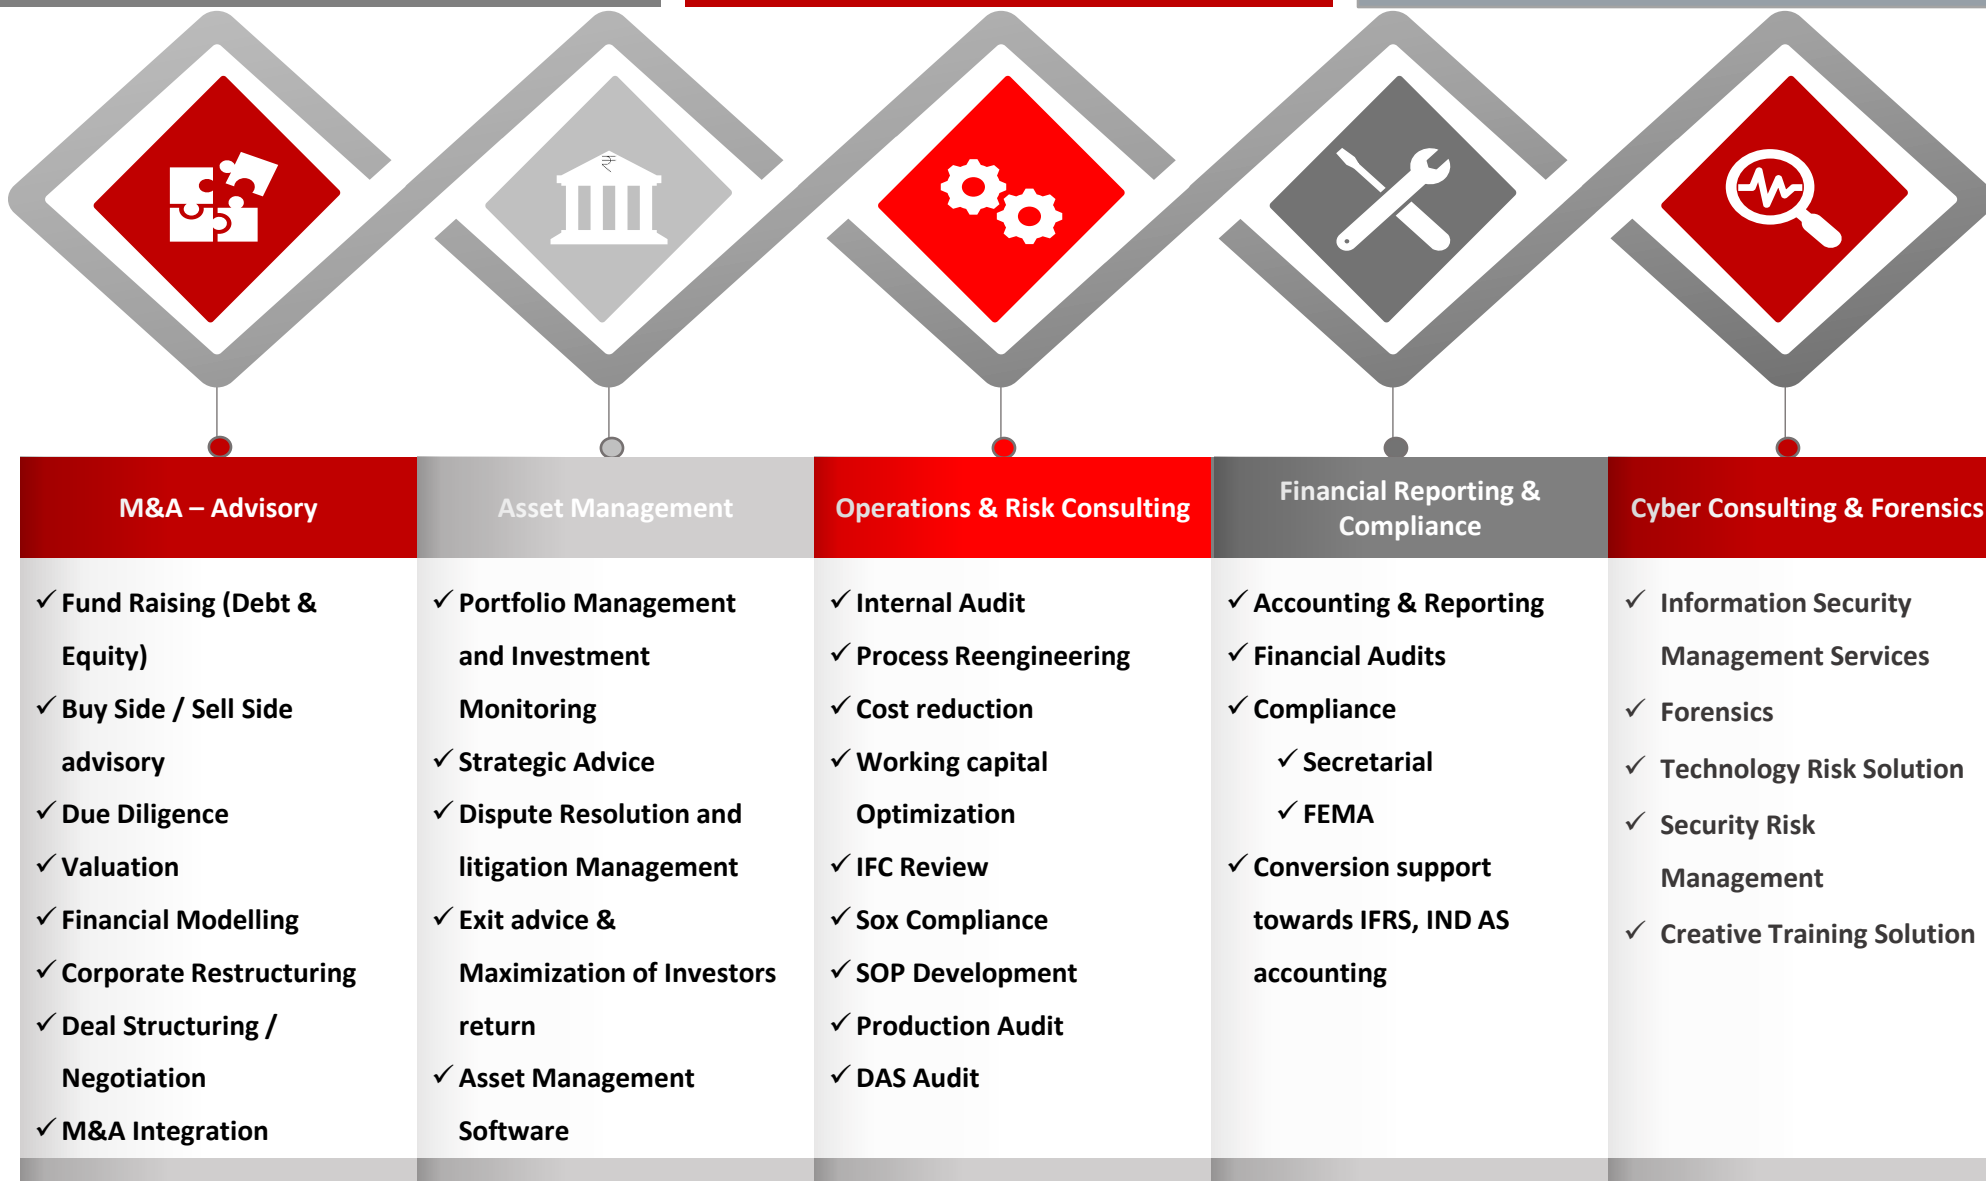 ₹
M&A – Advisory
Fund Raising (Debt &
Equity)
Buy Side / Sell Side
advisory
Due Diligence
Valuation
Financial Modelling
Corporate Restructuring
Deal Structuring /
Negotiation
M&A Integration
Asset Management
Portfolio Management
and Investment
Monitoring
Strategic Advice
Dispute Resolution and
litigation Management
Exit advice &
Maximization of Investors
return
Asset Management
Software
Operations & Risk Consulting
Internal Audit
Process Reengineering
Cost reduction
Working capital
Optimization
IFC Review
Sox Compliance
SOP Development
Production Audit
DAS Audit
Financial Reporting &
Compliance
Accounting & Reporting
Financial Audits
Compliance
Secretarial
FEMA
Conversion support
towards IFRS, IND AS
accounting
Cyber Consulting & Forensics
Information Security
Management Services
Forensics
Technology Risk Solution
Security Risk
Management
Creative Training Solution